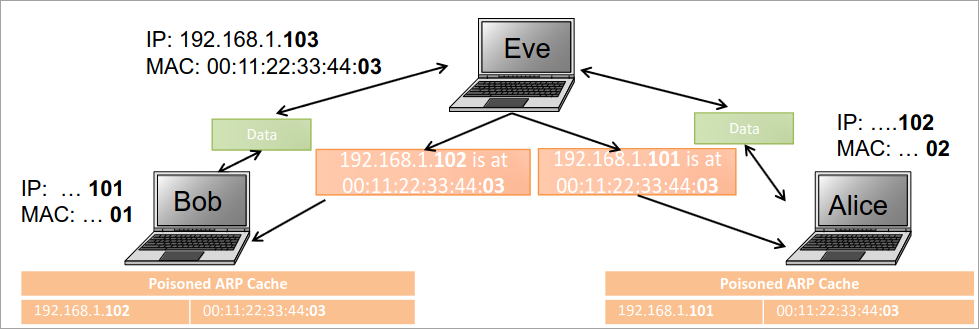 IP: 192.168.1.103
MAC: 00:11:22:33:44:03
Eve
Data
Data
IP: ....102
MAC: ... 02
192.168.1.102 is at
00:11:22:33:44:03
192.168.1.101 is at
00:11:22:33:44:03
IP: ... 101
MAC: ... 01
Bob
Alice
Poisoned ARP Cache
192.168.1.102 00:11:22:33:44:03
Poisoned ARP Cache
192.168.1.101 00:11:22:33:44:03